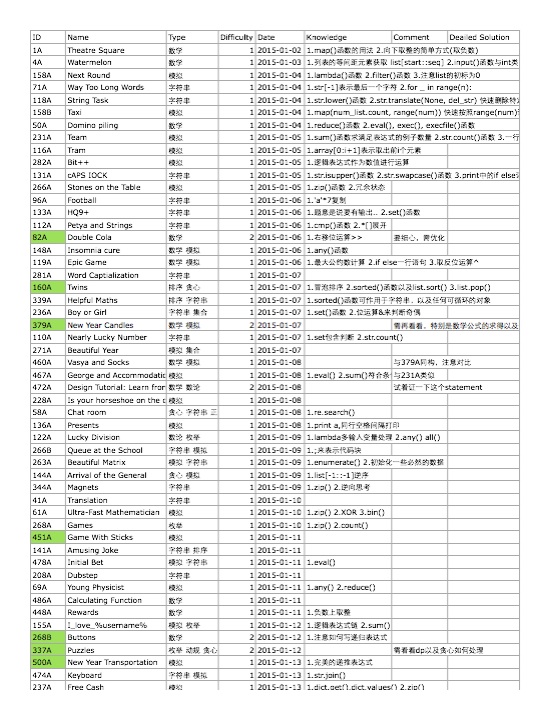 ID Name Type Difficulty Date Knowledge Comment Deailed Solution
1A Theatre Square 数学 1 2015-01-02 1.map()函数的用法 2.向下取整的简单方式(取负数)
4A Watermelon 数学 1 2015-01-03 1.列表的等间距元素获取 list[start::seq] 2.input()函数与int类
158A Next Round 模拟 1 2015-01-04 1.lambda()函数 2.filter()函数 3.注意list的初标为0
71A Way Too Long Words 字符串 1 2015-01-04 1.str[-1]表示最后一个字符 2.for _ in range(n):
118A String Task 字符串 1 2015-01-04 1.str.lower()函数 2.str.translate(None, del_str) 快速删除特
158B Taxi 模拟 1 2015-01-04 1.map(num_list.count, range(num)) 快速按照range(num)
50A Domino piling 数学 1 2015-01-04 1.reduce()函数 2.eval(), exec(), execfile()函数
231A Team 模拟 1 2015-01-05 1.sum()函数求满足表达式的例子数量 2.str.count()函数 3.一行
116A Tram 模拟 1 2015-01-05 1.array[0:i+1]表示取出前i个元素
282A Bit++ 模拟 1 2015-01-05 1.逻辑表达式作为数值进行运算
131A cAPS lOCK 字符串 1 2015-01-05 1.str.isupper()函数 2.str.swapcase()函数 3.print中的if else
266A Stones on the Table 模拟 1 2015-01-05 1.zip()函数 2.冗余状态
96A Football 字符串 1 2015-01-06 1.'a'*7复制
133A HQ9+ 字符串 1 2015-01-06 1.题意是说要有输出.. 2.set()函数
112A Petya and Strings 字符串 1 2015-01-06 1.cmp()函数 2.*[]展开
82A Double Cola 数学 2 2015-01-06 1.右移位运算>> 要细心，需优化
148A Insomnia cure 数学 模拟 1 2015-01-06 1.any()函数
119A Epic Game 数学 模拟 1 2015-01-06 1.最大公约数计算 2.if else一行语句 3.取反位运算^
281A Word Captialization 字符串 1 2015-01-07
160A Twins 排序 贪心 1 2015-01-07 1.冒泡排序 2.sorted()函数以及list.sort() 3.list.pop()
339A Helpful Maths 排序 字符串 1 2015-01-07 1.sorted()函数可作用于字符串，以及任何可循环的对象
236A Boy or Girl 字符串 集合 1 2015-01-07 1.set()函数 2.位运算&来判断奇偶
379A New Year Candles 数学 模拟 2 2015-01-07 需再看看，特别是数学公式的求得以及
110A Nearly Lucky Number 字符串 1 2015-01-07 1.set包含判断 2.str.count()
271A Beautiful Year 模拟 集合 1 2015-01-07
460A Vasya and Socks 数学 模拟 1 2015-01-08 与379A同构，注意对比
467A George and Accommodatic 模拟 1 2015-01-08 1.eval() 2.sum()符合条 与231A类似
472A Design Tutorial: Learn fron 数学 数论 2 2015-01-08 试着证一下这个statement
228A Is your horseshoe on the c 模拟 1 2015-01-08
58A Chat room 贪心 字符串 正 1 2015-01-08 1.re.search()
136A Presents 模拟 1 2015-01-08 1.print a,同行空格间隔打印
122A Lucky Division 数论 枚举 1 2015-01-09 1.lambda多输入变量处理 2.any() all()
266B Queue at the School 字符串 模拟 1 2015-01-09 1.;来表示代码块
263A Beautiful Matrix 模拟 字符串 1 2015-01-09 1.enumerate() 2.初始化一些必然的数据
144A Arrival of the General 贪心 模拟 1 2015-01-09 1.list[-1::-1]逆序
344A Magnets 字符串 1 2015-01-09 1.zip() 2.逆向思考
41A Translation 字符串 1 2015-01-10
61A Ultra-Fast Mathematician 模拟 1 2015-01-10 1.zip() 2.XOR 3.bin()
268A Games 枚举 1 2015-01-10 1.zip() 2.count()
451A Game With Sticks 模拟 1 2015-01-11
141A Amusing Joke 字符串 排序 1 2015-01-11
478A Initial Bet 模拟 字符串 1 2015-01-11 1.eval()
208A Dubstep 字符串 1 2015-01-11
69A Young Physicist 模拟 1 2015-01-11 1.any() 2.reduce()
486A Calculating Function 数学 1 2015-01-11
448A Rewards 数学 1 2015-01-11 1.负数上取整
155A I_love_%username% 模拟 枚举 1 2015-01-12 1.逻辑表达式链 2.sum()
268B Buttons 数学 2 2015-01-12 1.注意如何写递归表达式
337A Puzzles 枚举 动规 贪心 2 2015-01-12 需看看dp以及贪心如何处理
500A New Year Transportation 模拟 1 2015-01-13 1.完美的递推表达式
474A Keyboard 字符串 模拟 1 2015-01-13 1.str.join()
237A Free Cash 模拟 1 2015-01-13 1.dict.get() dict.values() 2.zip()